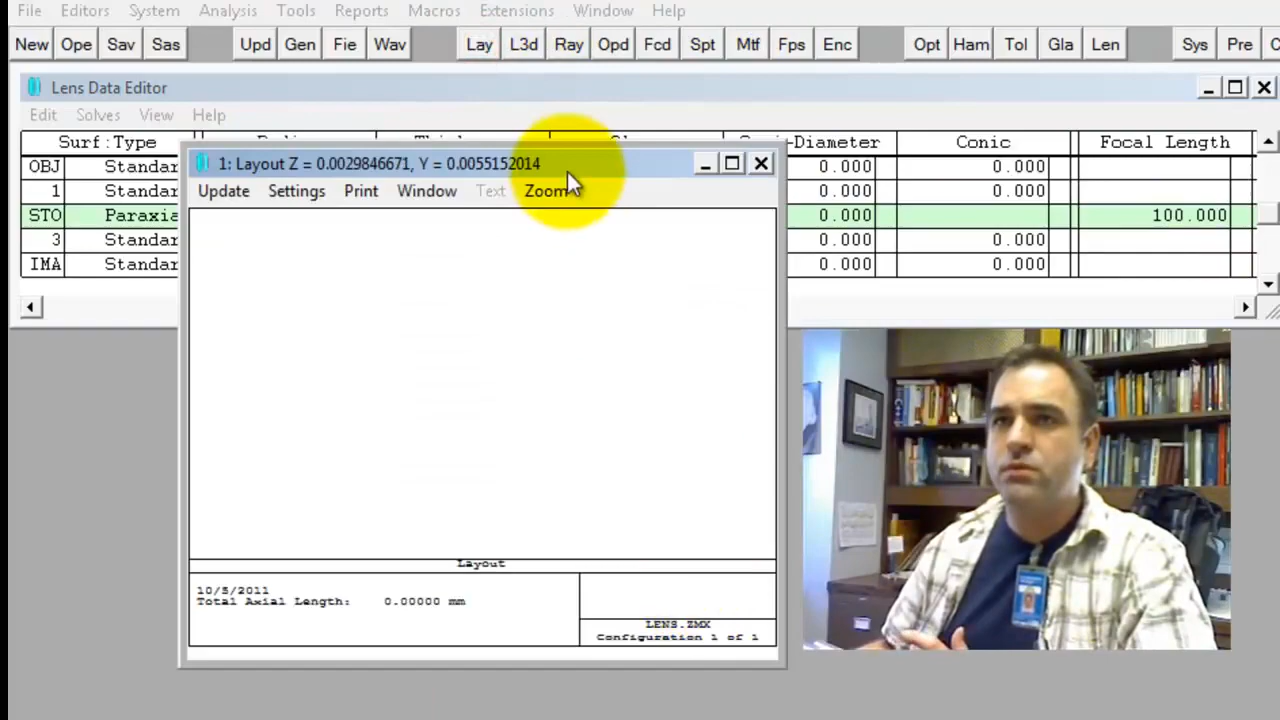 File Editors System Analysis Tools Reports Macros Extensions Window Help
New Ope Sav Sas Upd Gen Fie Wav Lay L3d Ray Opd Fcd Spt Mtf Fps Enc Opt Ham Tol Gla Len Sys Pre
Lens Data Editor
Edit Solves View Help
Surf:Type Conic Focal Length
OBJ Standar 0.000 0.000
1 Standar 0.000 0.000
STO Paraxia 0.000 100.000
3 Standar 0.000 0.000
IMA Standar 0.000 0.000
1: Layout Z = 0.0029846671, Y = 0.0055152014
Update Settings Print Window Text Zoom
Layout
10/5/2011
Total Axial Length: 0.00000 mm
LENS.ZMX
Configuration 1 of 1